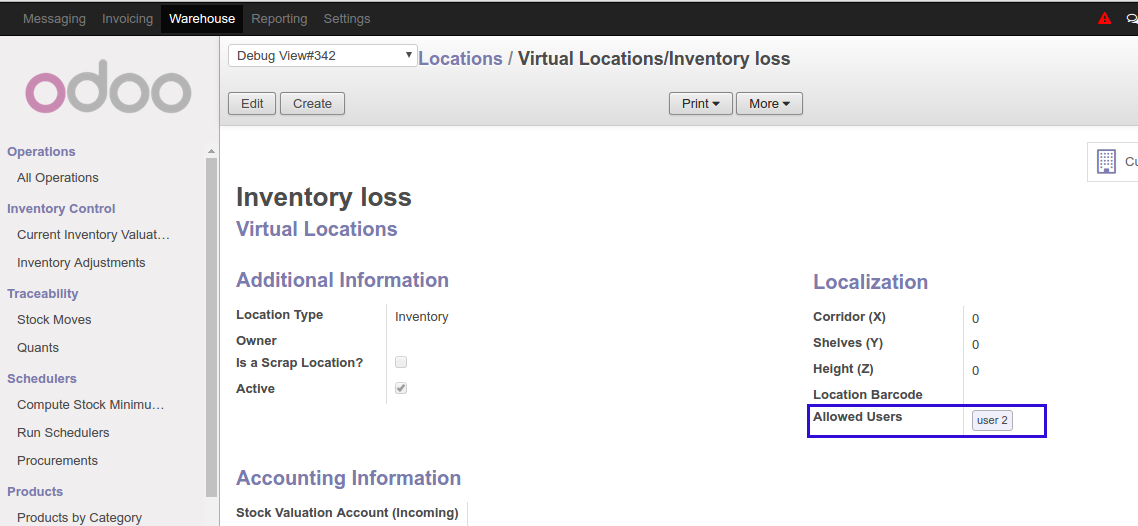 Messaging Invoicing Warehouse Reporting Settings
odoo
Operations
All Operations
Inventory Control
Current Inventory Valuat…
Inventory Adjustments
Traceability
Stock Moves
Quants
Schedulers
Compute Stock Minimu…
Run Schedulers
Procurements
Products
Products by Category
Debug View#342 Locations / Virtual Locations/Inventory loss
Edit Create Print More
Cu
Inventory loss
Virtual Locations
Additional Information
Location Type Inventory
Owner
Is a Scrap Location?
Active
Localization
Corridor (X) 0
Shelves (Y) 0
Height (Z) 0
Location Barcode
Allowed Users user 2
Accounting Information
Stock Valuation Account (Incoming)